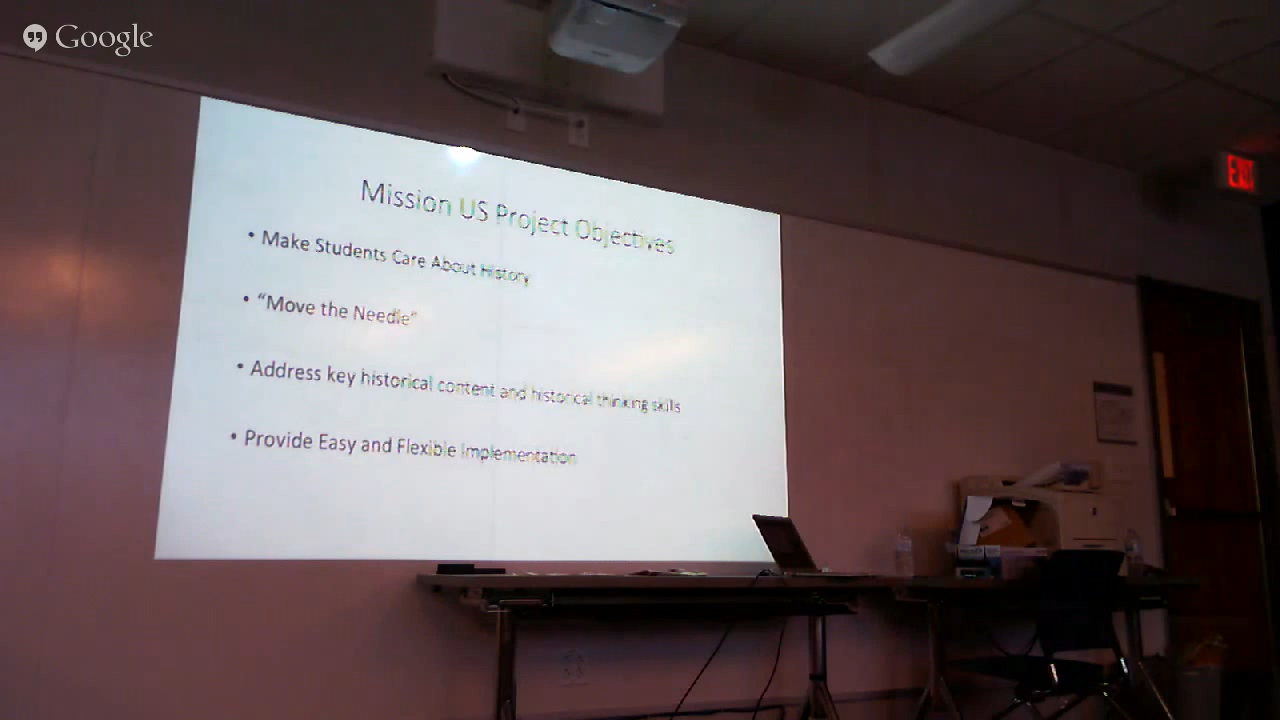 Google
Mission US Project Objectives
• Make Students Care About History
• “Move the Needle”
• Address key historical content and historical thinking skills
• Provide Easy and Flexible Implementation
EXIT